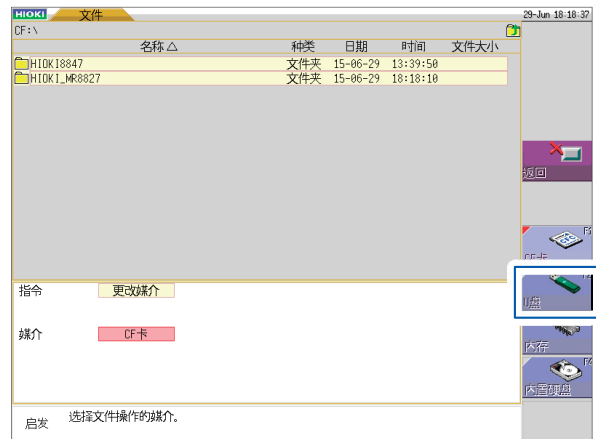 HIOKI 文件 29-Jun 18:18:37
CF:\
名称△ 种类 日期 时间 文件大小
HIOKI8847 文件夹 15-06-29 13:39:50
HIOKI_MR8827 文件夹 15-06-29 18:18:10
返回
F1
CF卡
U盘
内存
F4
内置硬盘
指令 更改媒介
媒介 CF卡
启发 选择文件操作的媒介。